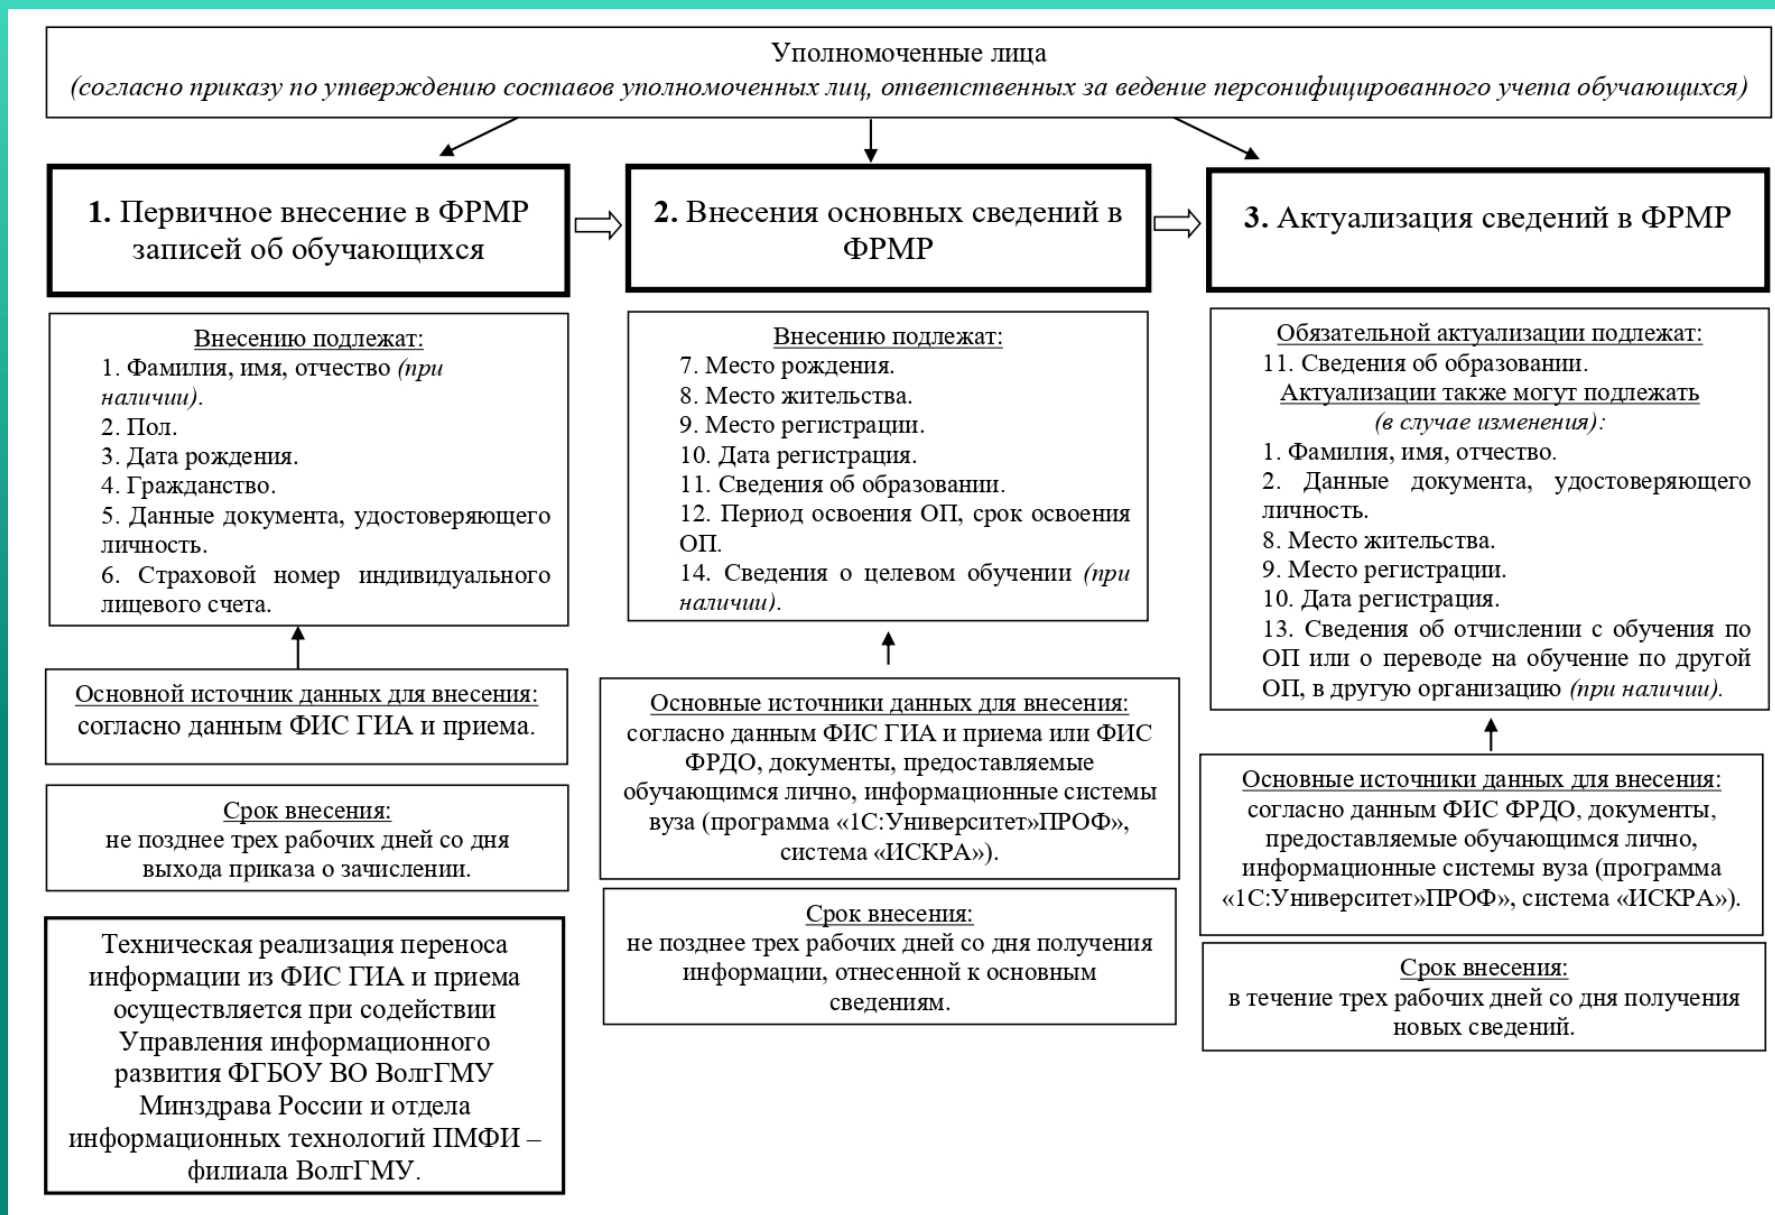 Уполномоченные лица
(согласно приказу по утверждению составов уполномоченных лиц, ответственных за ведение персонифицированного учета обучающихся)
1. Первичное внесение в ФРМР
записей об обучающихся
2. Внесения основных сведений в
ФРМР
3. Актуализация сведений в ФРМР
Внесению подлежат:
1. Фамилия, имя, отчество (при
наличии).
2. Пол.
3. Дата рождения.
4. Гражданство.
5. Данные документа, удостоверяющего
личность.
6. Страховой номер индивидуального
лицевого счета.
Основной источник данных для внесения:
согласно данным ФИС ГИА и приема.
Срок внесения:
не позднее трех рабочих дней со дня
выхода приказа о зачислении.
Техническая реализация переноса
информации из ФИС ГИА и приема
осуществляется при содействии
Управления информационного
развития ФГБОУ ВО ВолгГМУ
Минздрава России и отдела
информационных технологий ПМФИ –
филиала ВолгГМУ.
Внесению подлежат:
7. Место рождения.
8. Место жительства.
9. Место регистрации.
10. Дата регистрация.
11. Сведения об образовании.
12. Период освоения ОП, срок освоения
ОП.
14. Сведения о целевом обучении (при
наличии).
Основные источники данных для внесения:
согласно данным ФИС ГИА и приема или ФИС
ФРДО, документы, предоставляемые
обучающимся лично, информационные системы
вуза (программа «1С:Университет»ПРОФ»,
система «ИСКРА»).
Срок внесения:
не позднее трех рабочих дней со дня получения
информации, отнесенной к основным
сведениям.
Обязательной актуализации подлежат:
11. Сведения об образовании.
Актуализации также могут подлежать
(в случае изменения):
1. Фамилия, имя, отчество.
2. Данные документа, удостоверяющего
личность.
8. Место жительства.
9. Место регистрации.
10. Дата регистрация.
13. Сведения об отчислении с обучения по
ОП или о переводе на обучение по другой
ОП, в другую организацию (при наличии).
Основные источники данных для внесения:
согласно данным ФИС ФРДО, документы,
предоставляемые обучающимся лично,
информационные системы вуза (программа
«1С:Университет»ПРОФ», система «ИСКРА»).
Срок внесения:
в течение трех рабочих дней со дня получения
новых сведений.